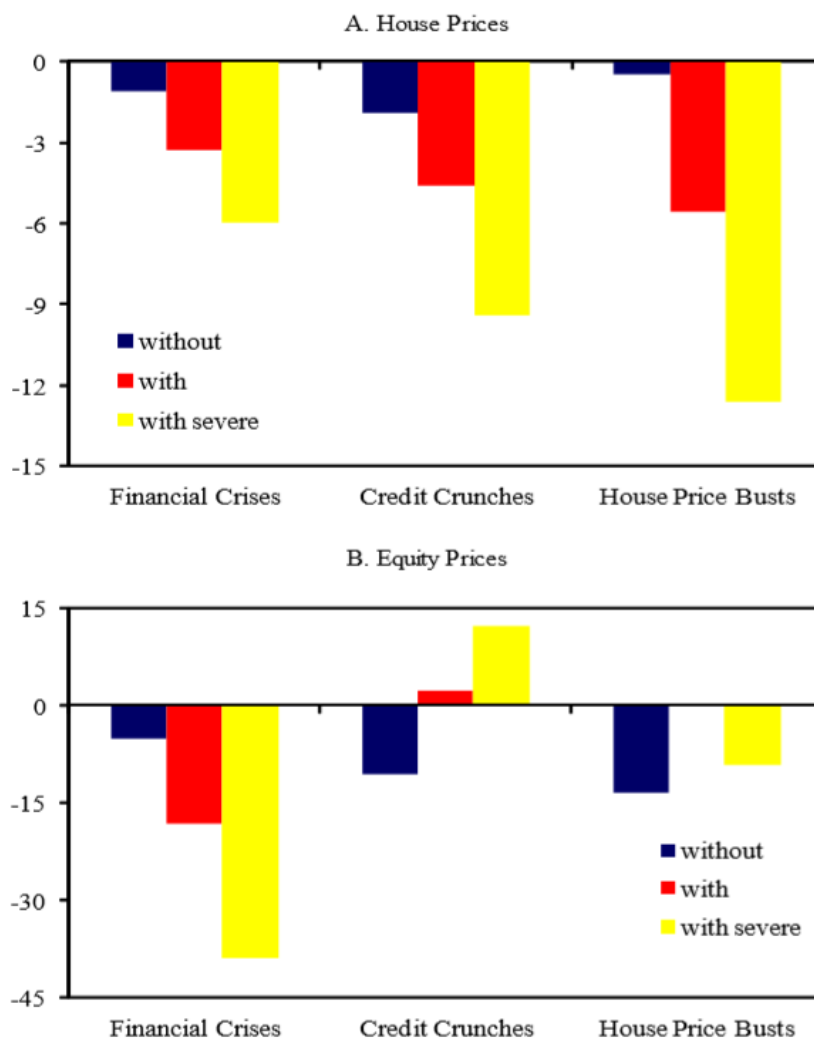 A. House Prices
0
-3
-6
-9
-12
-15
without
with
with severe
Financial Crises Credit Crunches House Price Busts
B. Equity Prices
15
0
-15
-30
-45
without
with
with severe
Financial Crises Credit Crunches House Price Busts